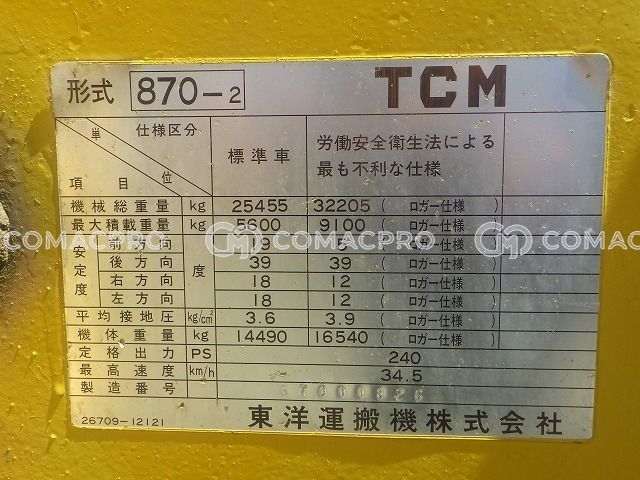 形式 870-2 TCM
単位 仕様区分 項目 標準車 労働安全衛生法による
最も不利な仕様
機械総重量 kg 25455 32205 ( ロガー仕様 )
最大積載重量 kg 5600 9100 ( ロガー仕様 )
安定度 前方向 度 19 ( ロガー仕様 )
後方向 39 39 ( ロガー仕様 )
右方向 18 12 ( ロガー仕様 )
左方向 18 12 ( ロガー仕様 )
平均接地圧 kg/cm² 3.6 3.9 ( ロガー仕様 )
機体重量 kg 14490 16540 ( ロガー仕様 )
定格出力 PS 240
最高速度 km/h 34.5
製造番号
26709-12121 東洋運搬機株式会社
COMACPRO COMACPRO COMACPRO